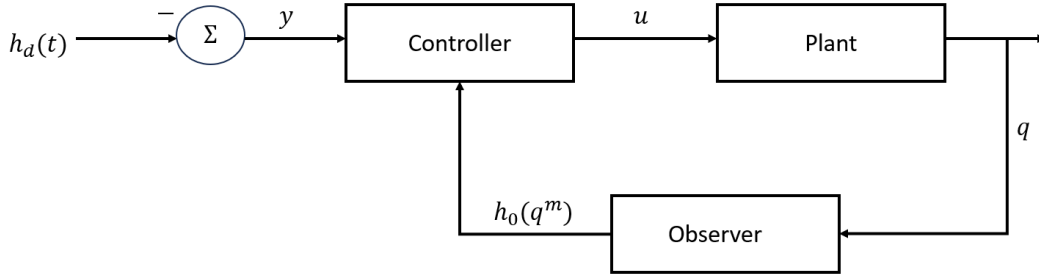 −
h_d(t)
Σ
y
Controller
u
Plant
q
h_0(q^m)
Observer